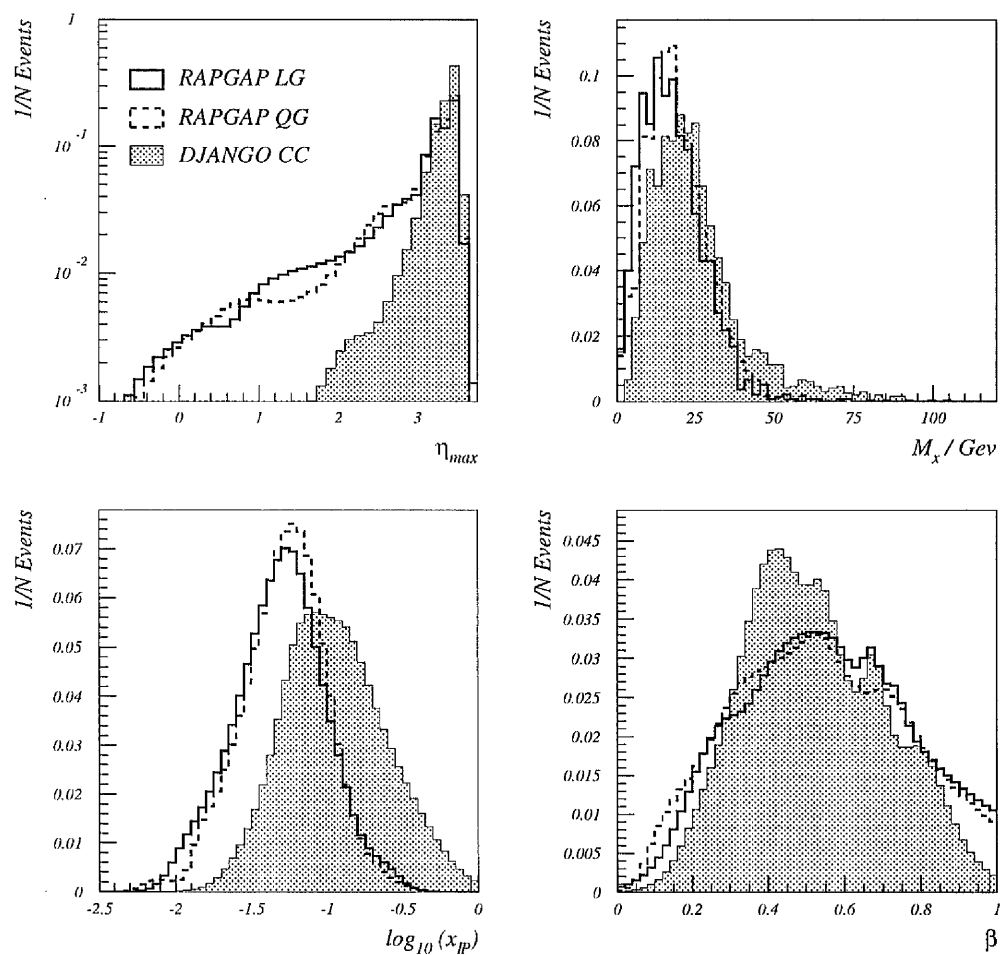 1/N Events
1
10 -1
10 -2
10 -3
RAPGAP LG
RAPGAP QG
DJANGO CC
-1 0 1 2 3
ηmax
1/N Events
0.1
0.08
0.06
0.04
0.02
0
0 25 50 75 100
Mx / Gev
1/N Events
0.07
0.06
0.05
0.04
0.03
0.02
0.01
0
-2.5 -2 -1.5 -1 -0.5 0
log10 (xIP)
1/N Events
0.045
0.04
0.035
0.03
0.025
0.02
0.015
0.01
0.005
0
0 0.2 0.4 0.6 0.8 1
β